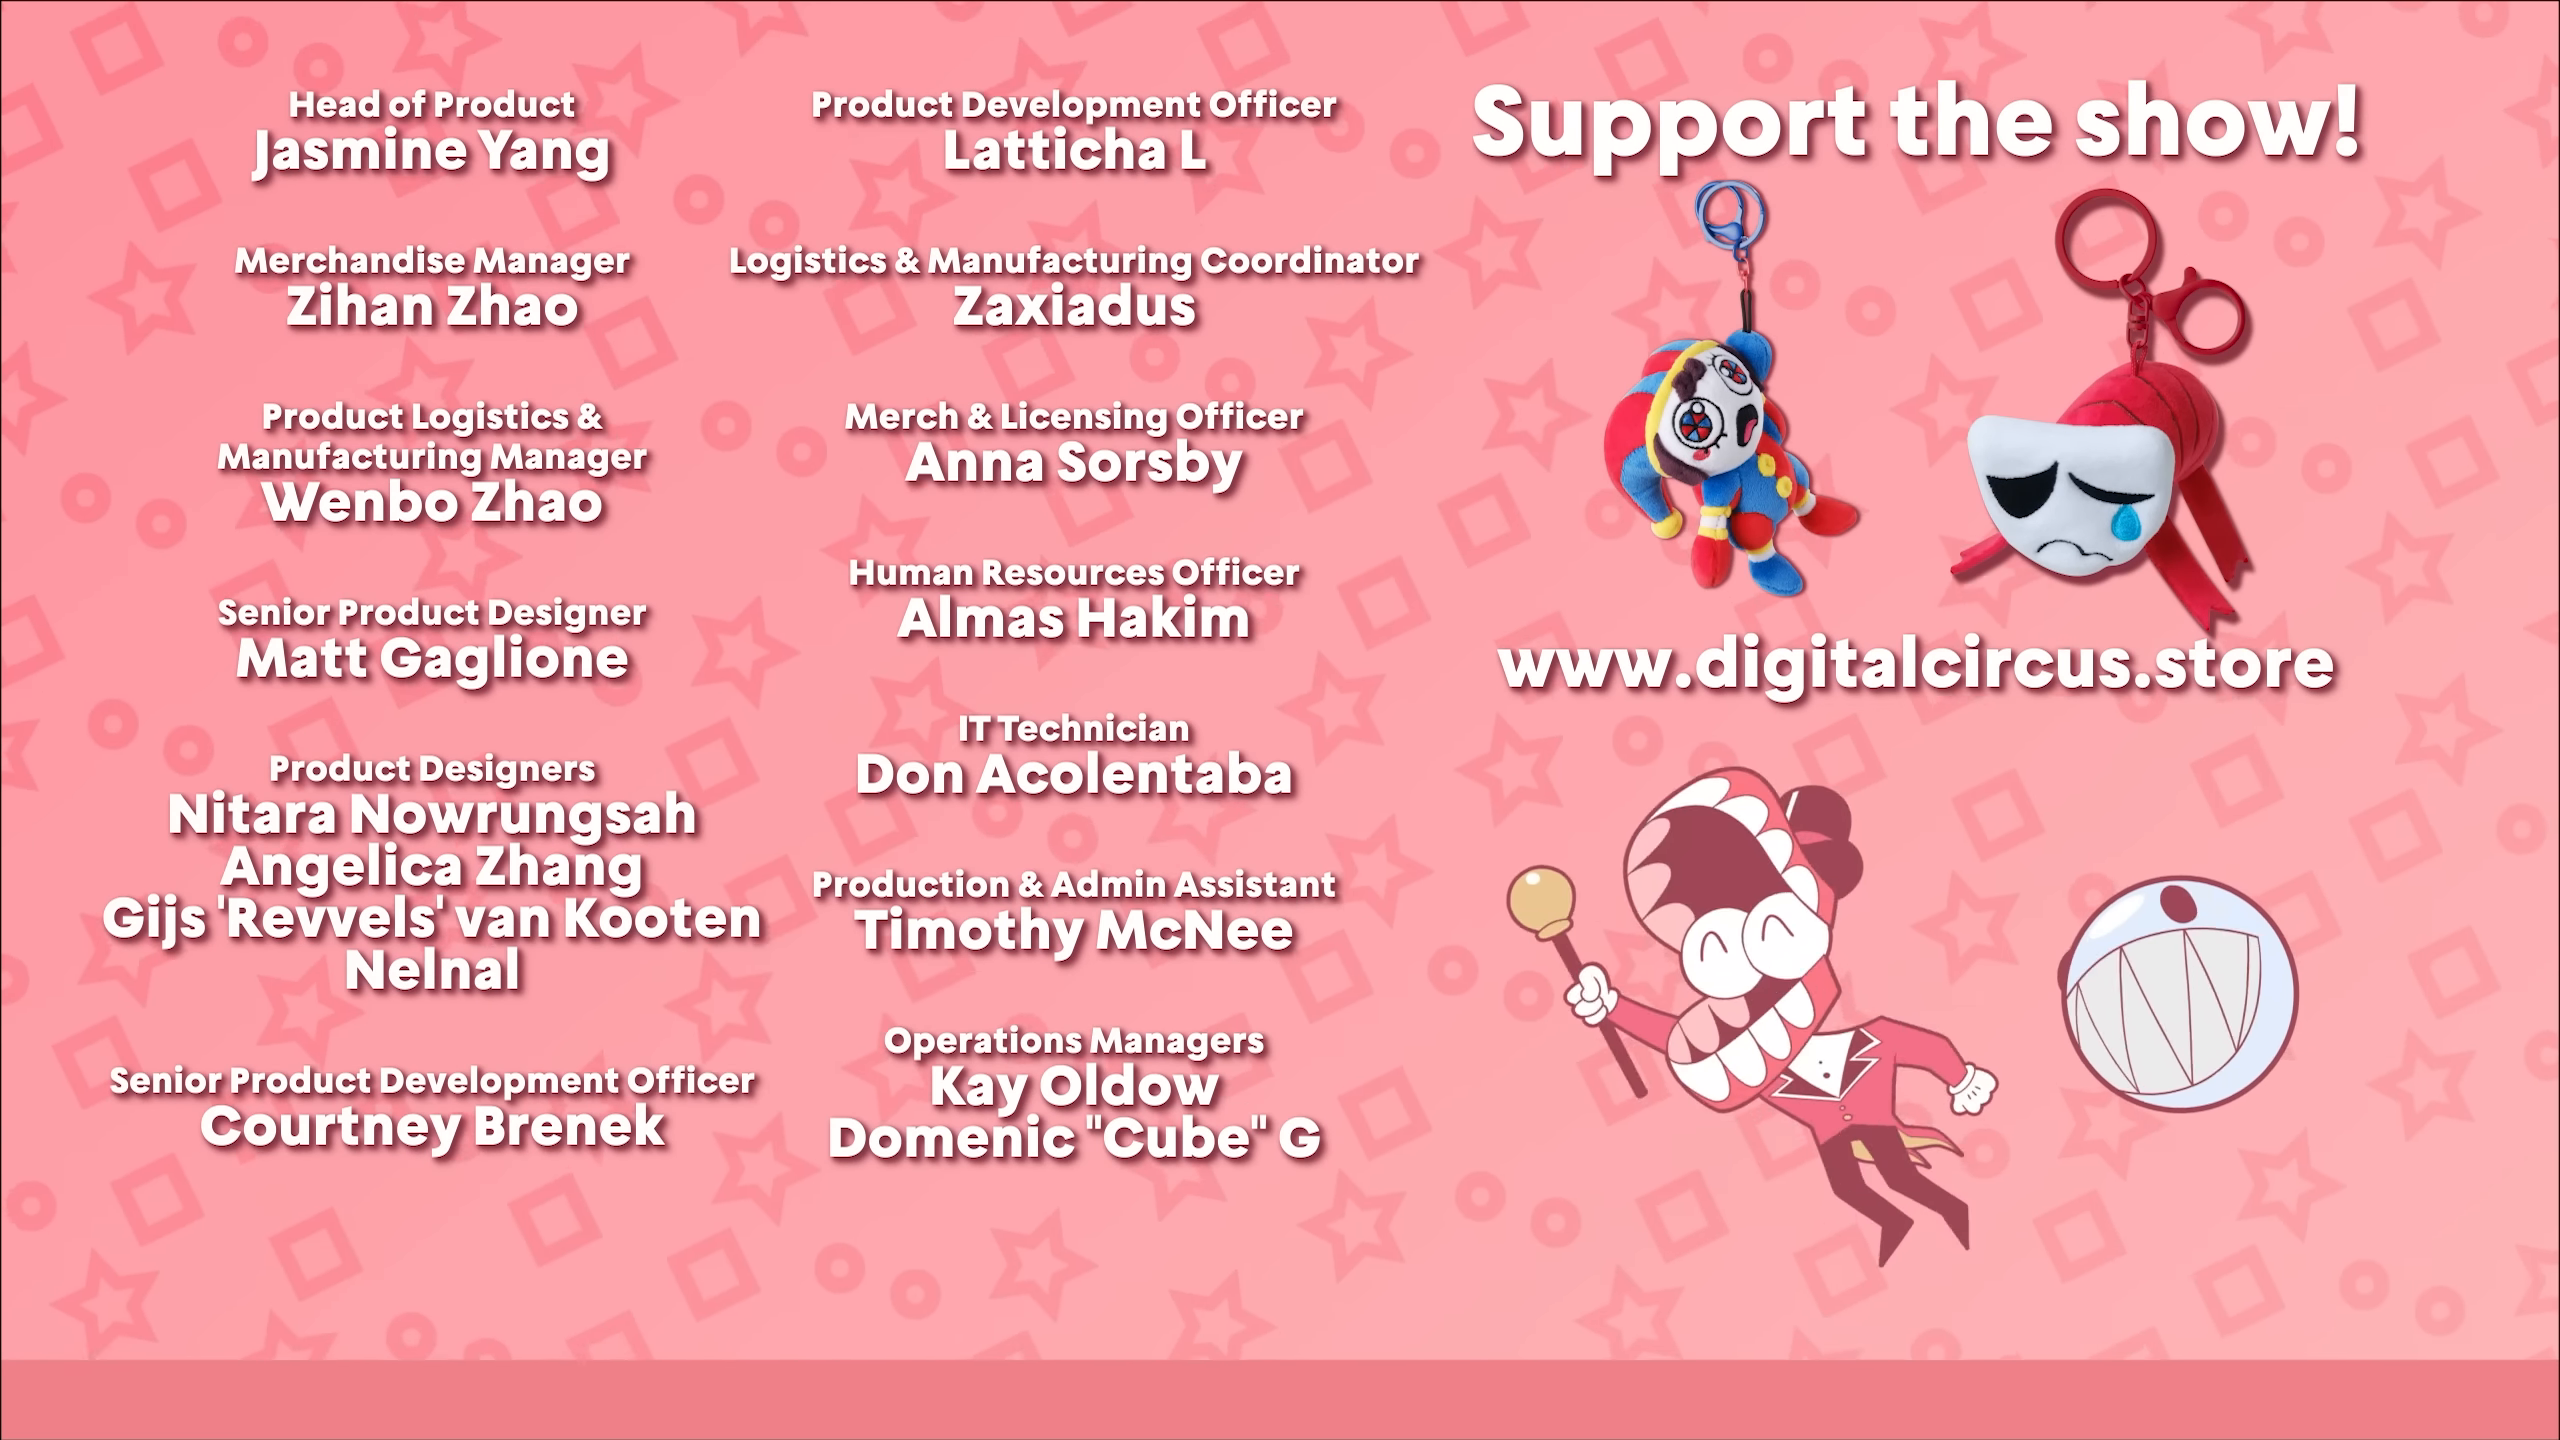 Head of Product
Jasmine Yang
Merchandise Manager
Zihan Zhao
Product Logistics &
Manufacturing Manager
Wenbo Zhao
Senior Product Designer
Matt Gaglione
Product Designers
Nitara Nowrungsah
Angelica Zhang
Gijs 'Revvels' van Kooten
Nelnal
Senior Product Development Officer
Courtney Brenek
Product Development Officer
Latticha L
Logistics & Manufacturing Coordinator
Zaxiadus
Merch & Licensing Officer
Anna Sorsby
Human Resources Officer
Almas Hakim
IT Technician
Don Acolentaba
Production & Admin Assistant
Timothy McNee
Operations Managers
Kay Oldow
Domenic "Cube" G
Support the show!
www.digitalcircus.store